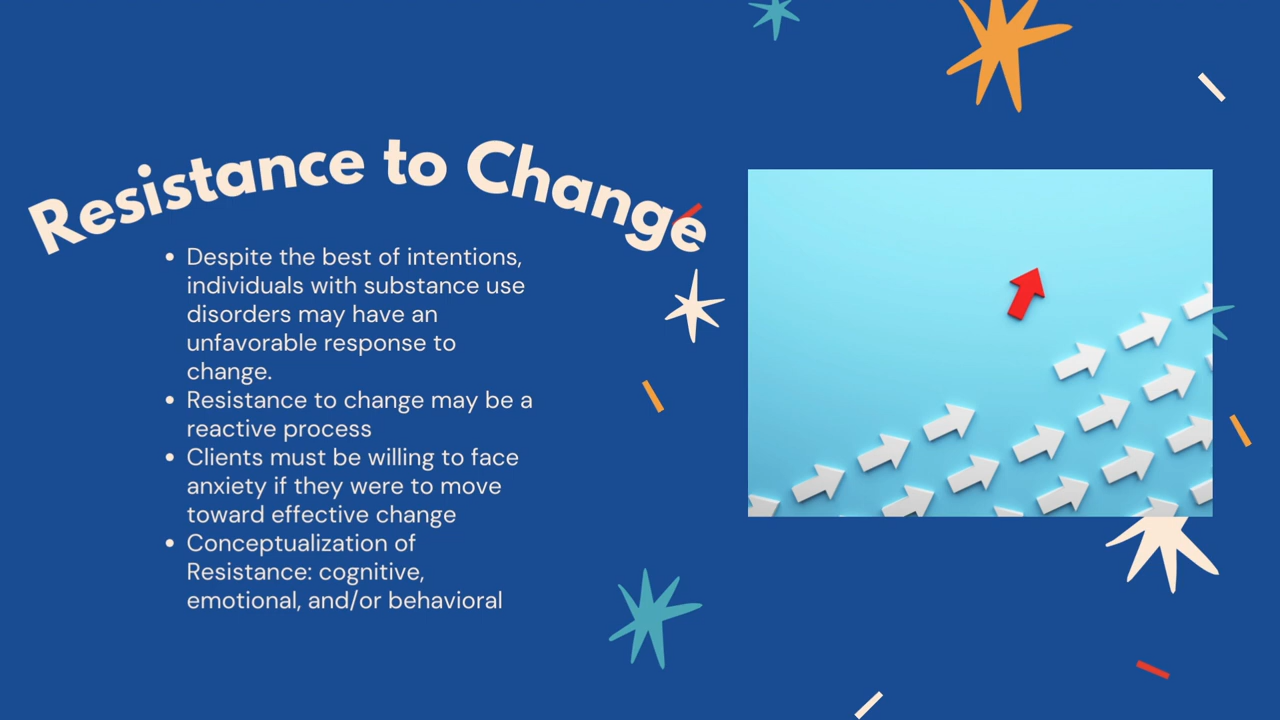 Resistance to Change
Despite the best of intentions,
individuals with substance use
disorders may have an
unfavorable response to
change.
Resistance to change may be a
reactive process
Clients must be willing to face
anxiety if they were to move
toward effective change
Conceptualization of
Resistance: cognitive,
emotional, and/or behavioral